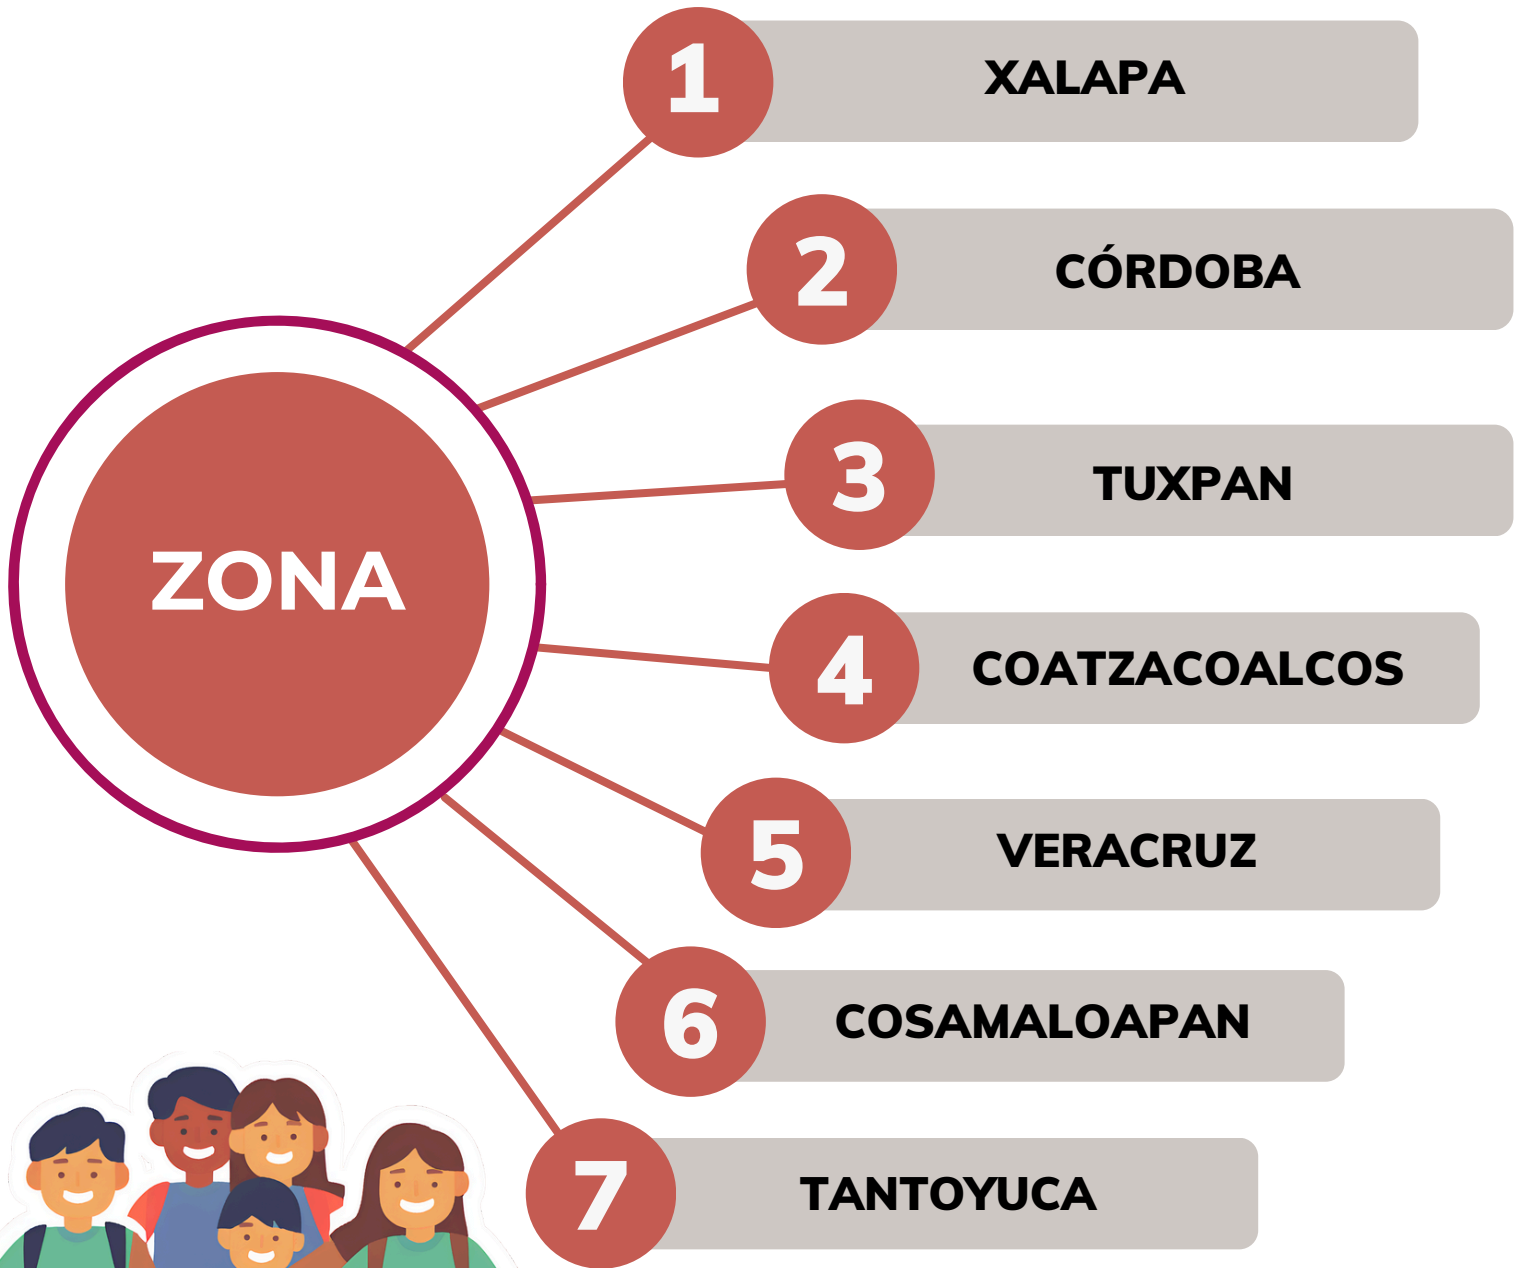 ZONA
1
XALAPA
2
CÓRDOBA
3
TUXPAN
4
COATZACOALCOS
5
VERACRUZ
6
COSAMALOAPAN
7
TANTOYUCA